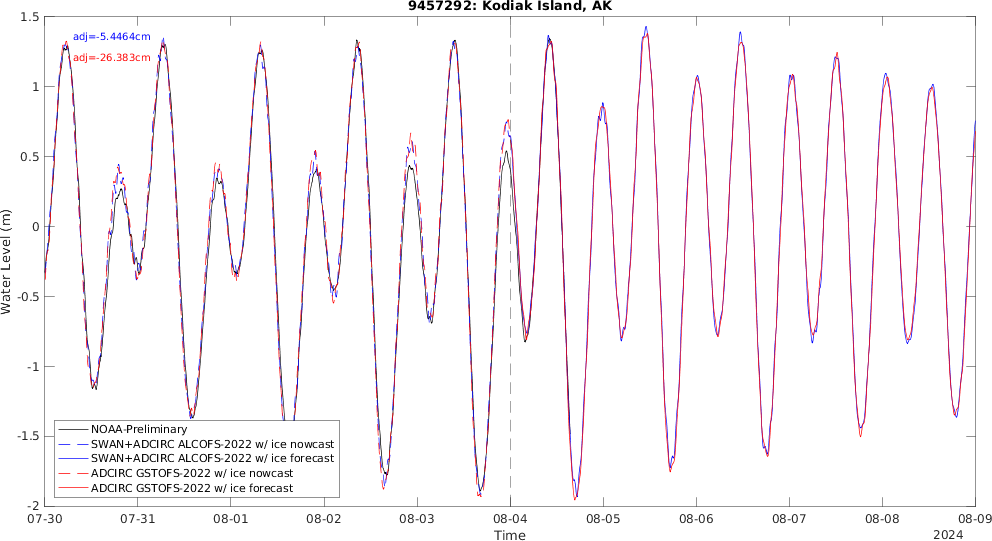 9457292: Kodiak Island, AK
adj=-5.4464cm
adj=-26.383cm
1.5
1
0.5
0
-0.5
-1
-1.5
-2
Water Level (m)
NOAA-Preliminary
SWAN+ADCIRC ALCOFS-2022 w/ ice nowcast
SWAN+ADCIRC ALCOFS-2022 w/ ice forecast
ADCIRC GSTOFS-2022 w/ ice nowcast
ADCIRC GSTOFS-2022 w/ ice forecast
07-30 07-31 08-01 08-02 08-03 08-04 08-05 08-06 08-07 08-08 08-09
Time
2024